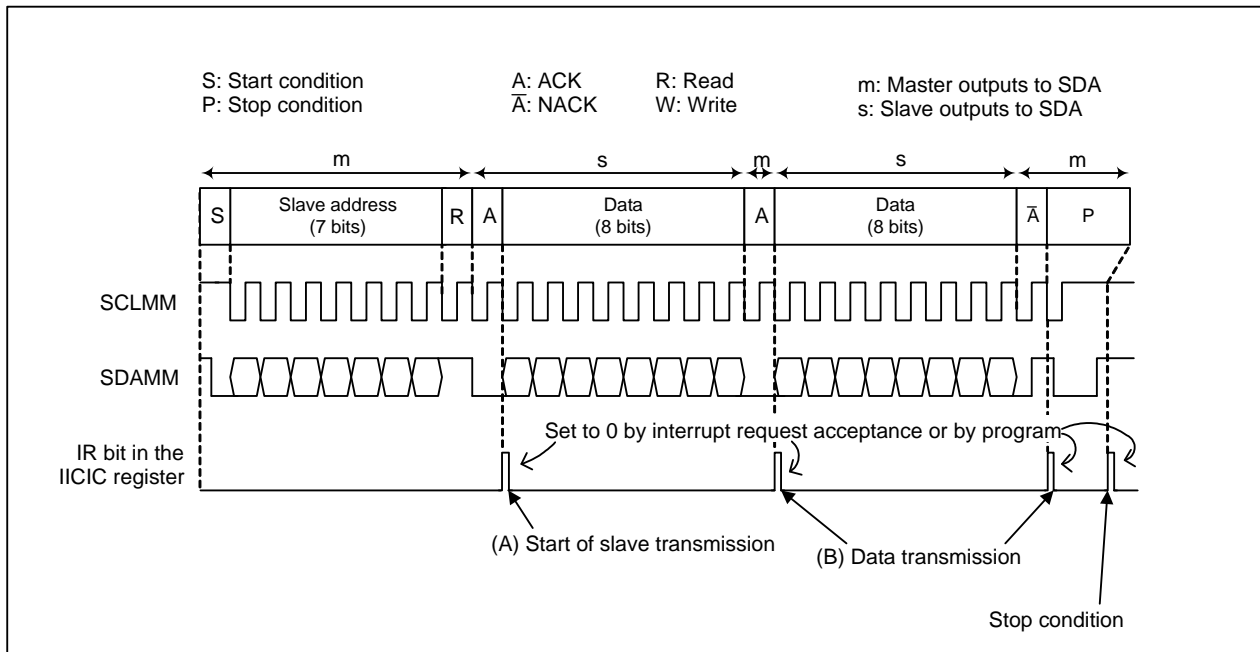 S: Start condition
P: Stop condition
A: ACK
A̅: NACK
R: Read
W: Write
m: Master outputs to SDA
s: Slave outputs to SDA
m s m s m
S Slave address (7 bits) R A Data (8 bits) A Data (8 bits) A̅ P
SCLMM
SDAMM
Set to 0 by interrupt request acceptance or by program
IR bit in the
IICIC register
(A) Start of slave transmission
(B) Data transmission
Stop condition